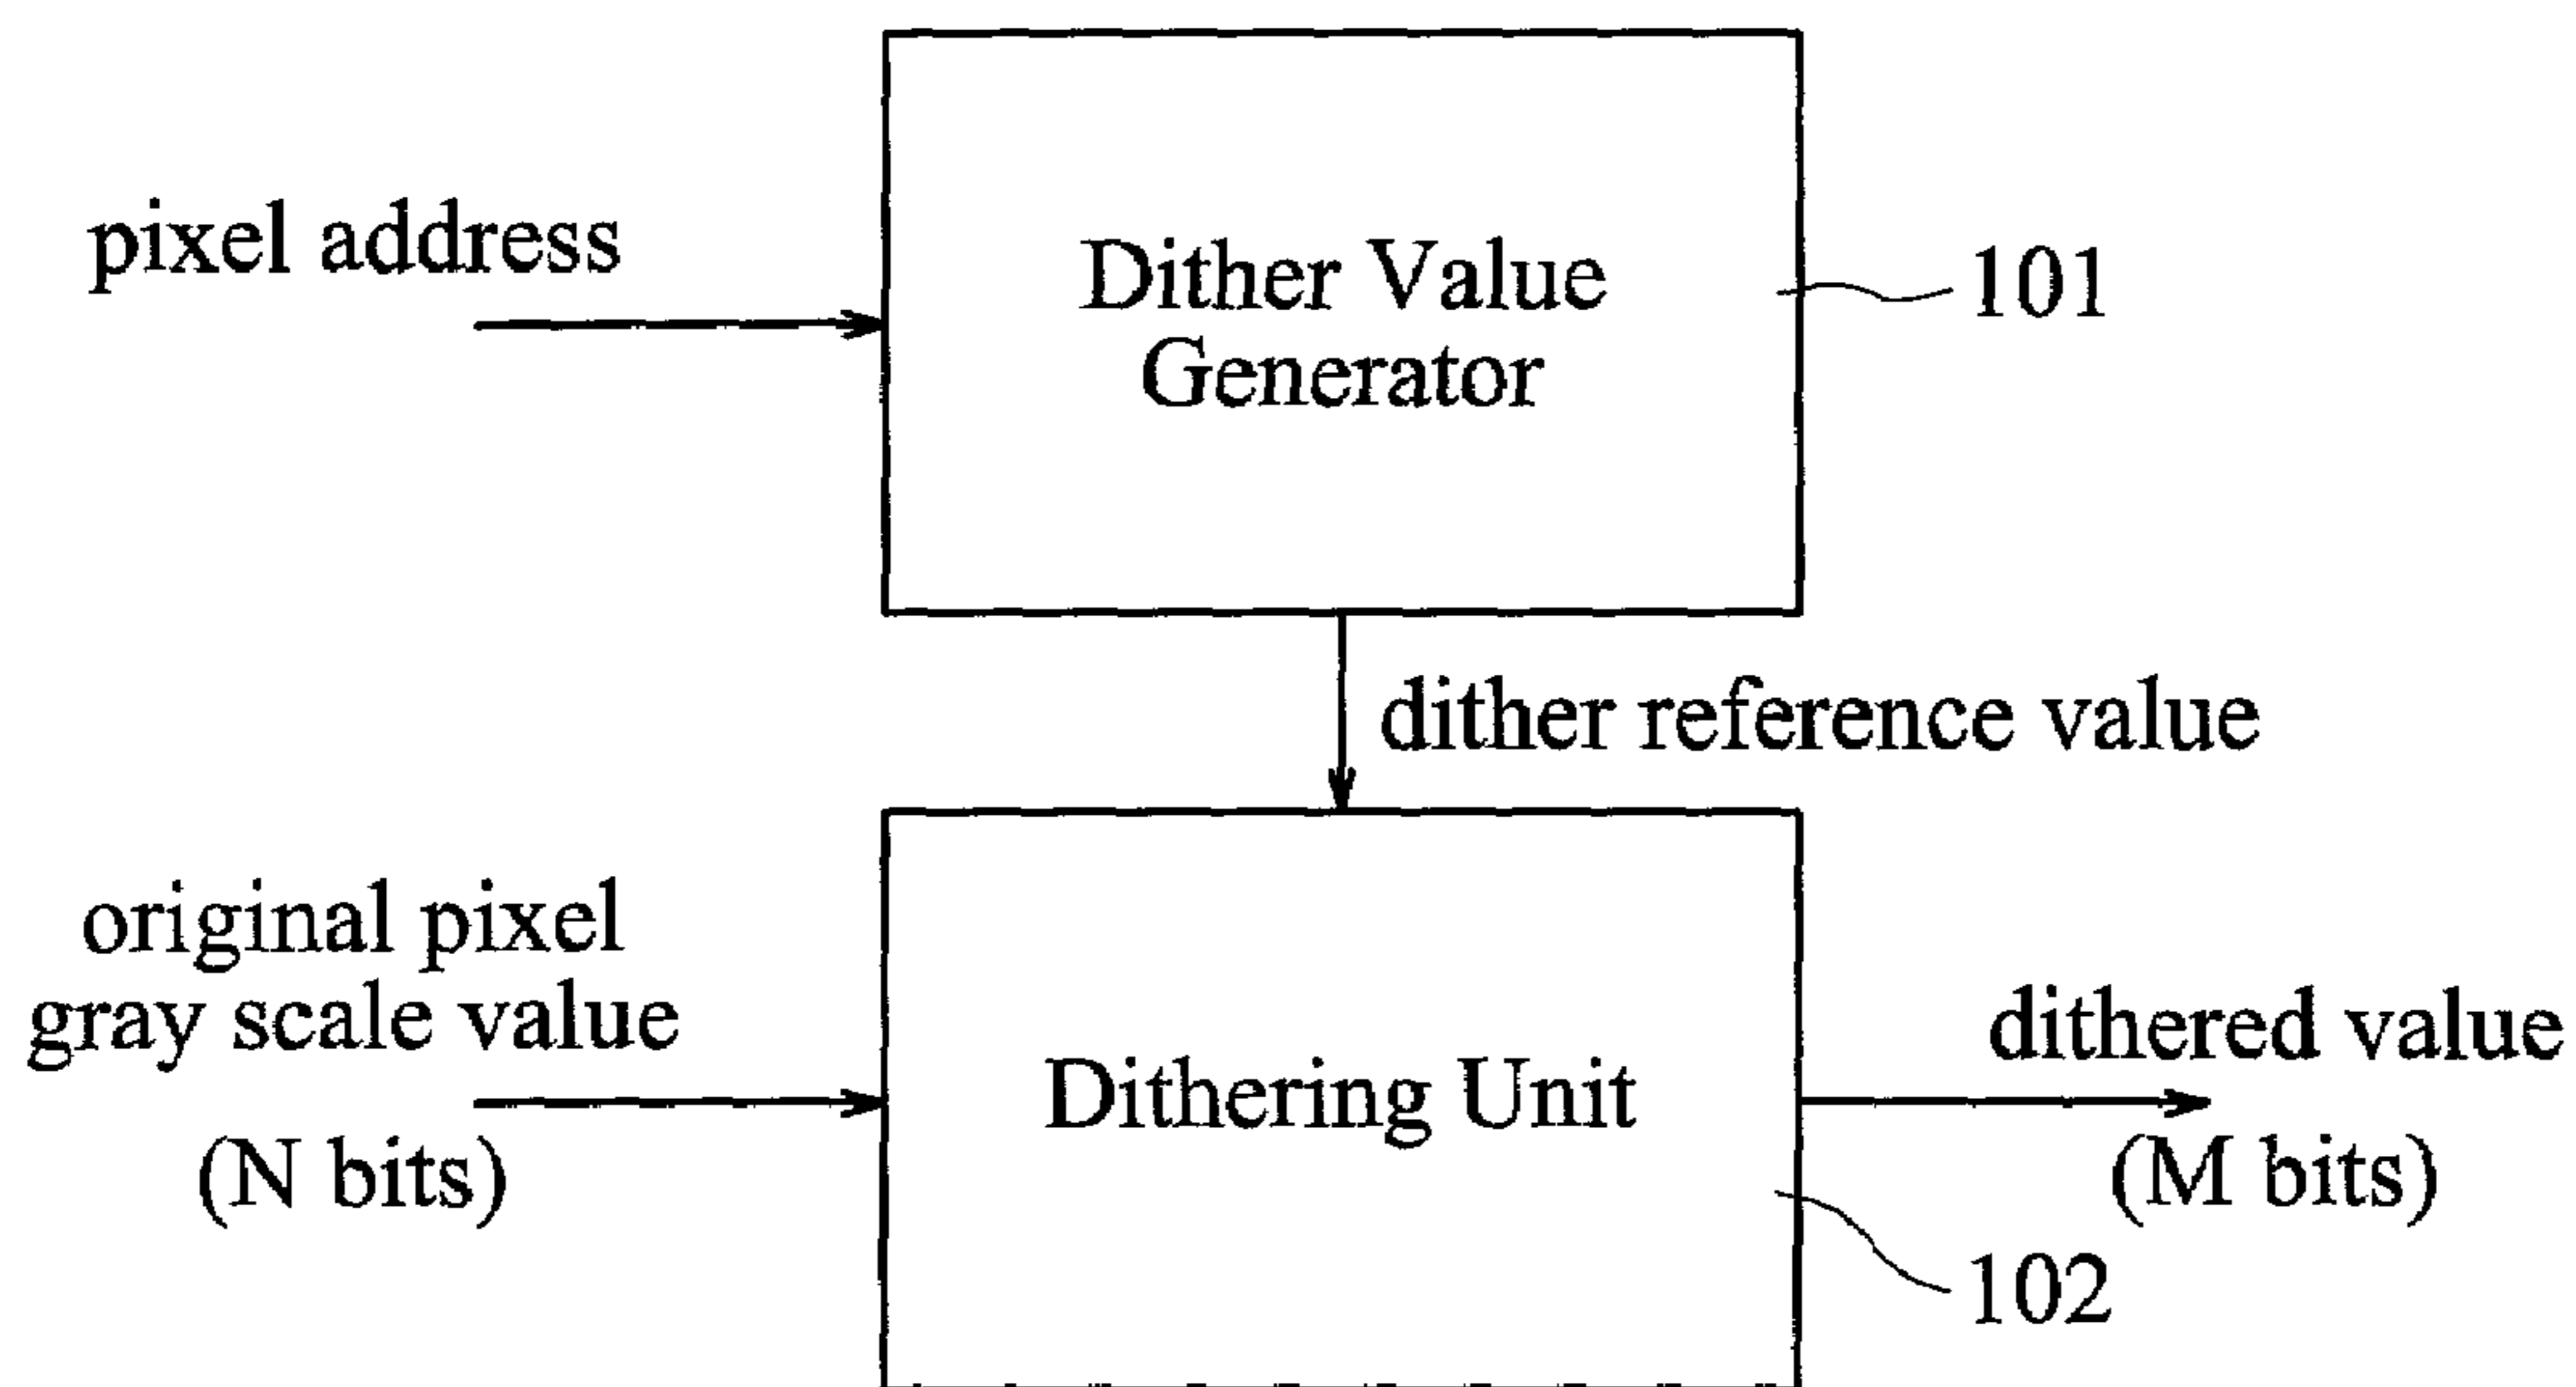 pixel address
Dither Value
Generator
101
dither reference value
original pixel
gray scale value
(N bits)
Dithering Unit
dithered value
(M bits)
102